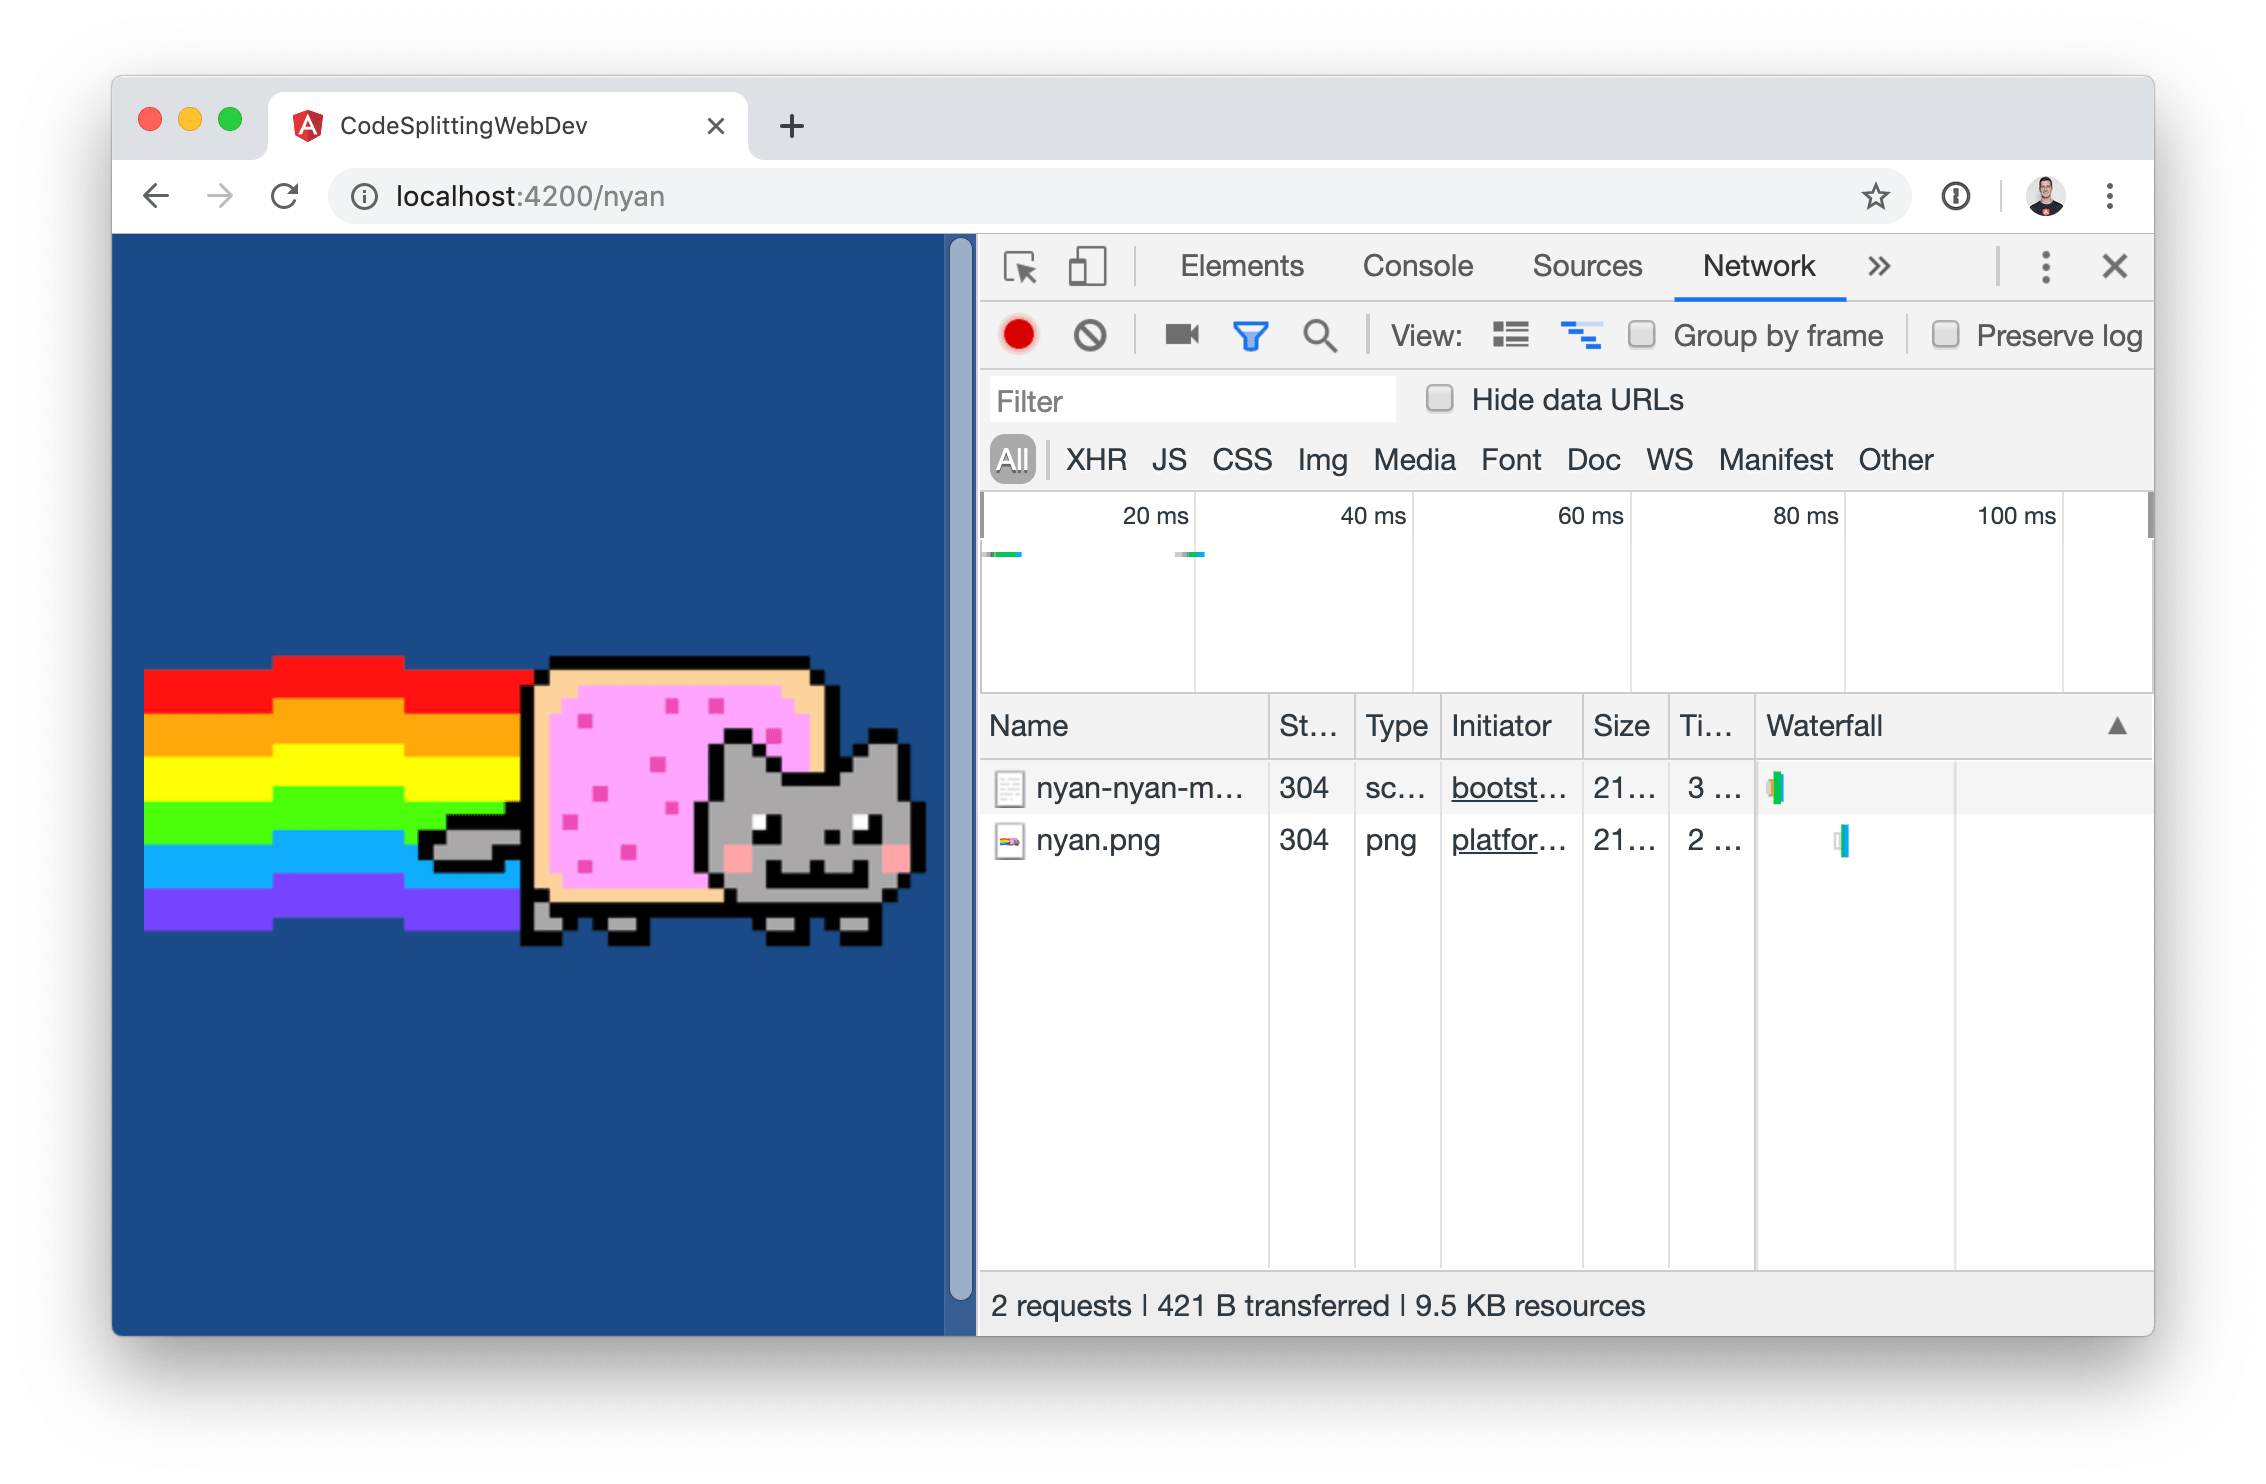 CodeSplittingWebDev
localhost:4200/nyan
Elements Console Sources Network
View: Group by frame Preserve log
Filter Hide data URLs
All XHR JS CSS Img Media Font Doc WS Manifest Other
20 ms 40 ms 60 ms 80 ms 100 ms
Name St... Type Initiator Size Ti... Waterfall
nyan-nyan-m... 304 sc... bootst... 21... 3 ...
nyan.png 304 png platfor... 21... 2 ...
2 requests | 421 B transferred | 9.5 KB resources